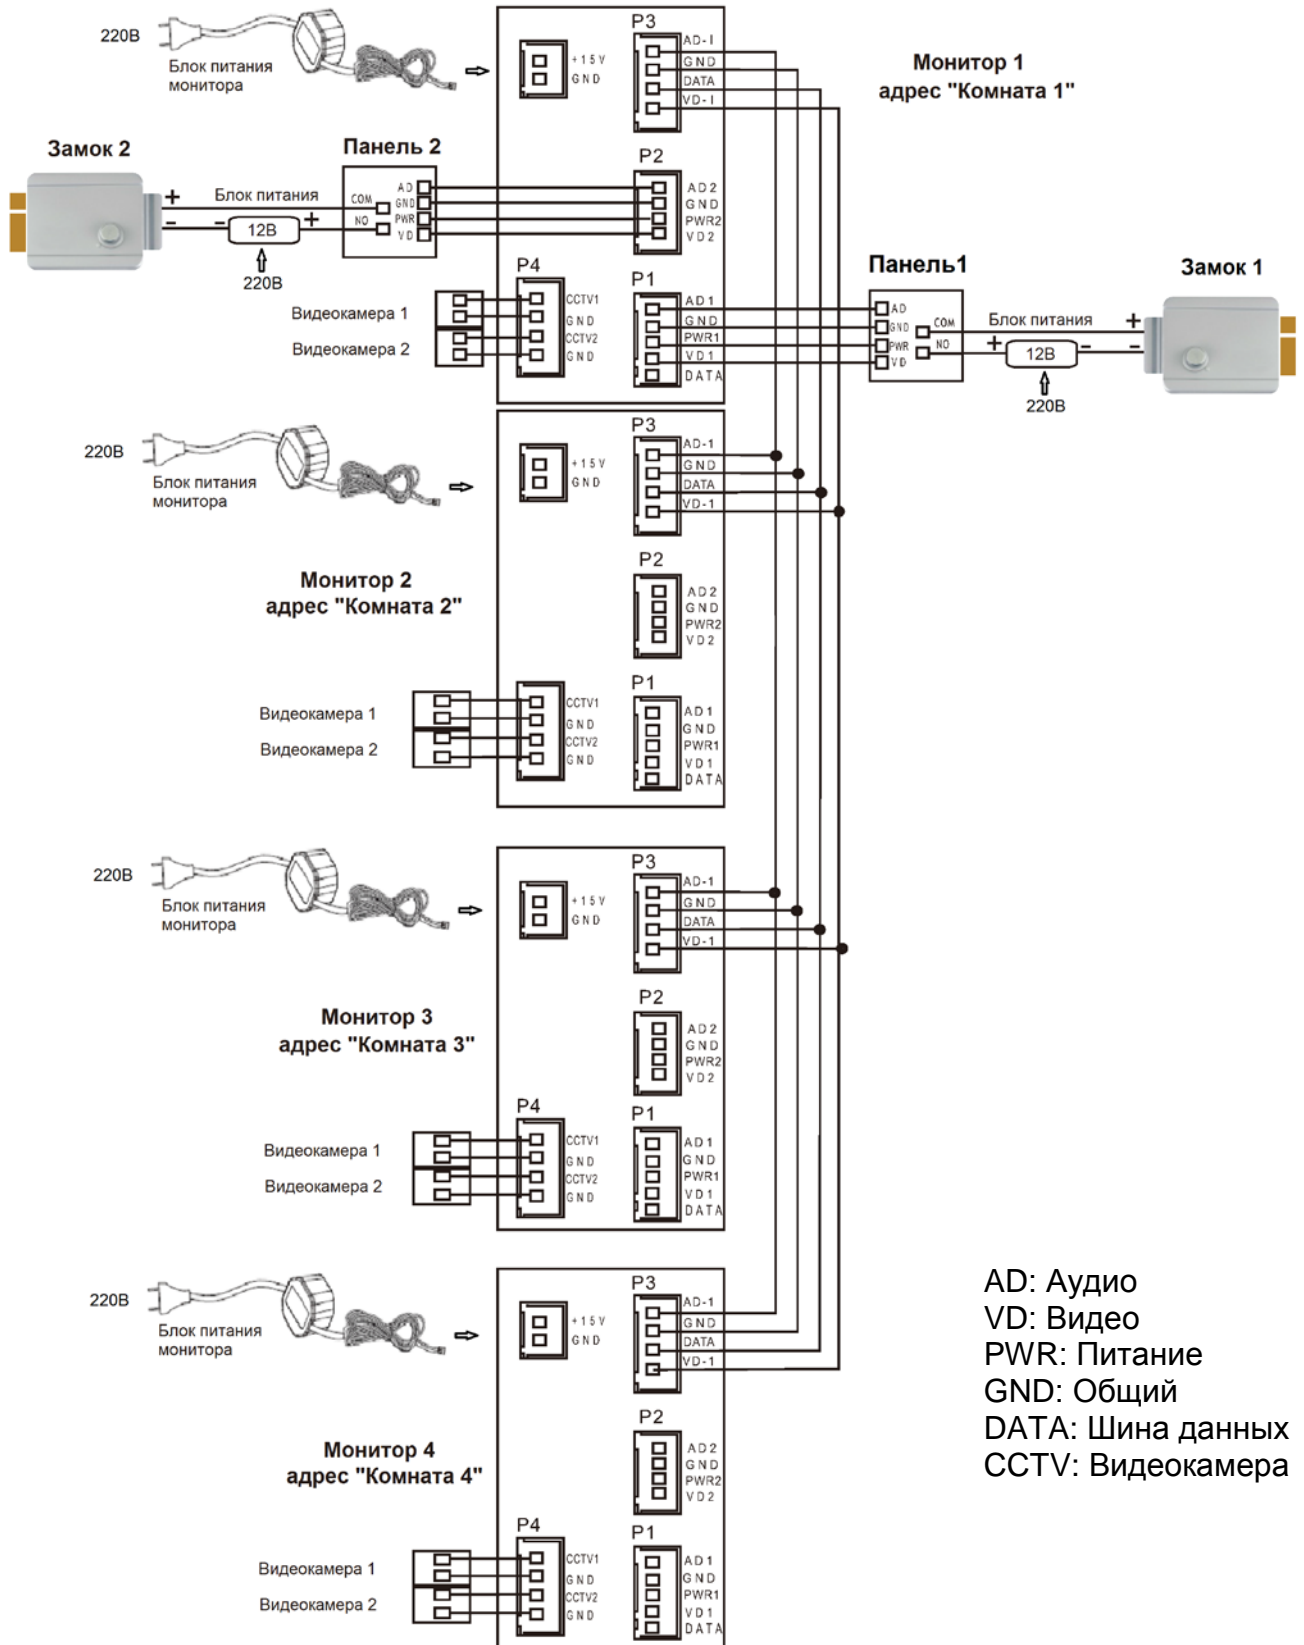 P3
220В
Блок питания
монитора
+15V
GND
AD-I
GND
DATA
VD-I
Монитор 1
адрес "Комната 1"
Замок 2
Панель 2
P2
+
Блок питания
COM
AD
GND
PWR
VD
NO
AD2
GND
PWR2
VD2
-
-
12В
+
220В
P4
P1
Панель1
Замок 1
Видеокамера 1
Видеокамера 2
CCTV1
GND
CCTV2
GND
AD1
GND
PWR1
VD1
DATA
AD
GND
PWR
VD
COM
NO
Блок питания
+
+
12В
-
-
220В
P3
220В
Блок питания
монитора
+15V
GND
AD-1
GND
DATA
VD-1
Монитор 2
адрес "Комната 2"
P2
AD2
GND
PWR2
VD2
P1
Видеокамера 1
Видеокамера 2
CCTV1
GND
CCTV2
GND
AD1
GND
PWR1
VD1
DATA
P3
220В
Блок питания
монитора
+15V
GND
AD-1
GND
DATA
VD-1
Монитор 3
адрес "Комната 3"
P2
AD2
GND
PWR2
VD2
P4
P1
Видеокамера 1
Видеокамера 2
CCTV1
GND
CCTV2
GND
AD1
GND
PWR1
VD1
DATA
P3
220В
Блок питания
монитора
+15V
GND
AD-1
GND
DATA
VD-1
Монитор 4
адрес "Комната 4"
P2
AD2
GND
PWR2
VD2
P4
P1
Видеокамера 1
Видеокамера 2
CCTV1
GND
CCTV2
GND
AD1
GND
PWR1
VD1
DATA
AD: Аудио
VD: Видео
PWR: Питание
GND: Общий
DATA: Шина данных
CCTV: Видеокамера